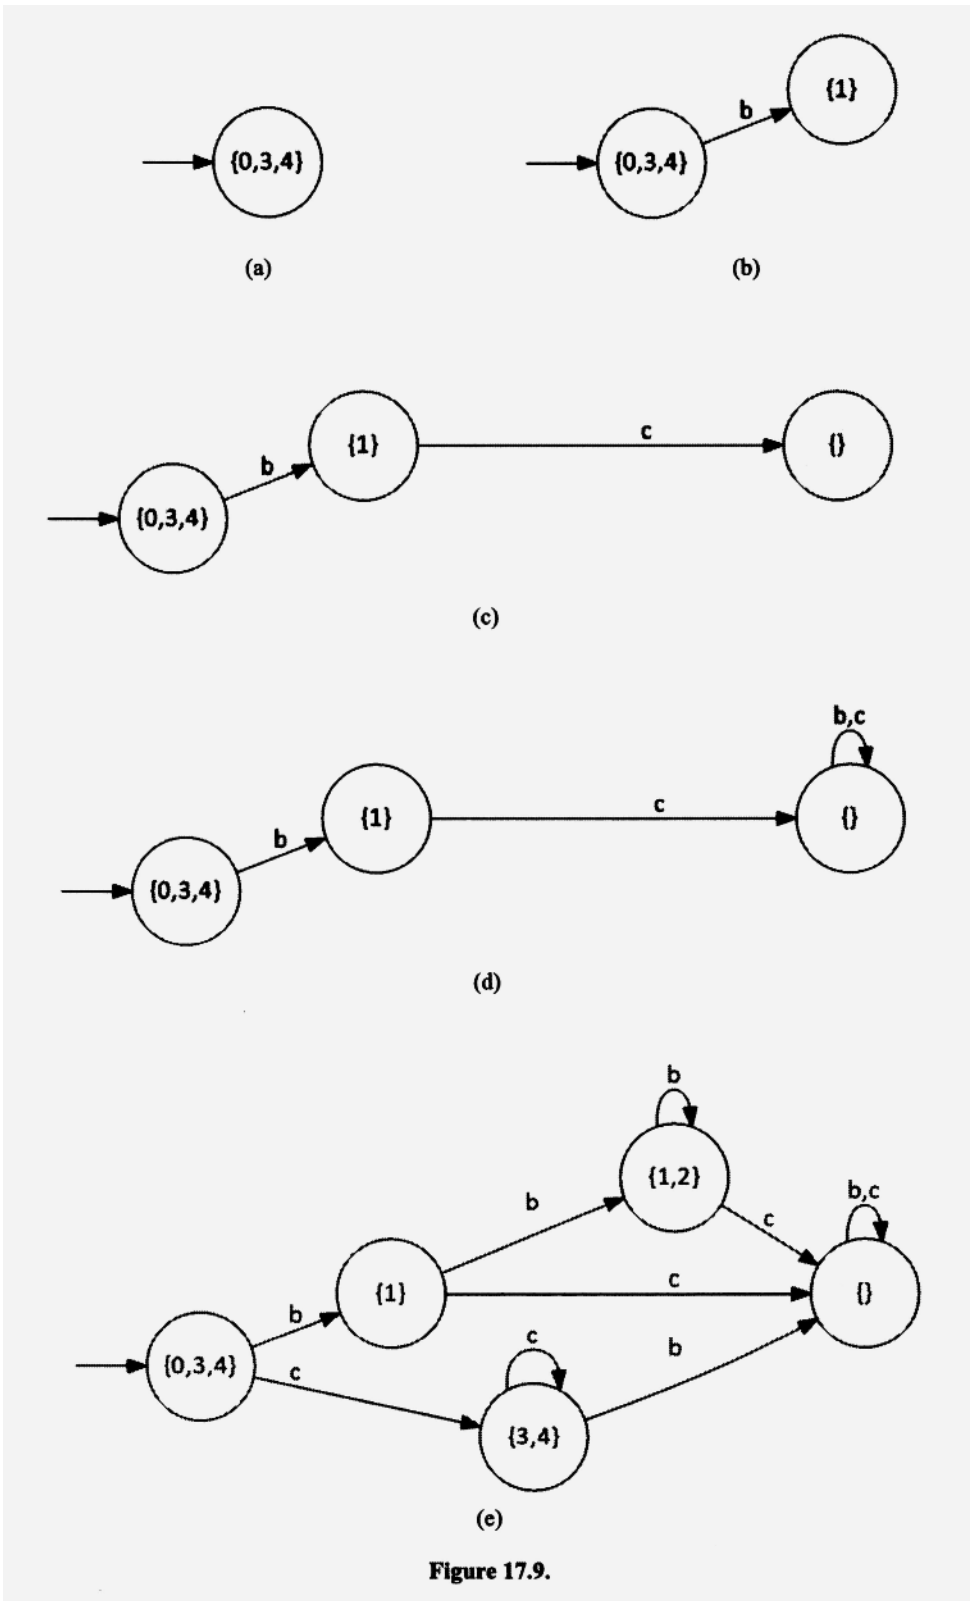 {1}
b
{0,3,4}
{0,3,4}
(a)
(b)
{1}
c
{}
b
{0,3,4}
(c)
b,c
{1}
c
{}
b
{0,3,4}
(d)
b
{1,2}
b,c
b
c
{1}
c
{}
b
c
b
{0,3,4}
c
{3,4}
(e)
Figure 17.9.